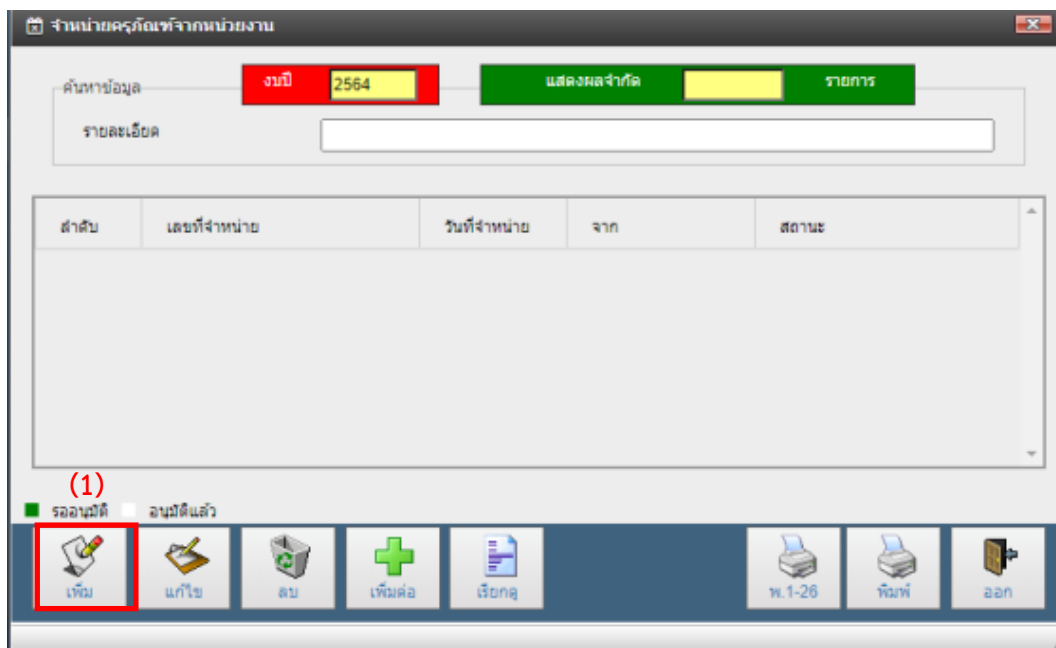 จำหน่ายครุภัณฑ์จากหน่วยงาน
ค้นหาข้อมูล งบปี 2564 แสดงผลจำกัด รายการ
รายละเอียด
ลำดับ เลขที่จำหน่าย วันที่จำหน่าย จาก สถานะ
(1)
รออนุมัติ อนุมัติแล้ว
เพิ่ม แก้ไข ลบ เพิ่มต่อ เรียกดู พ.1-26 พิมพ์ ออก